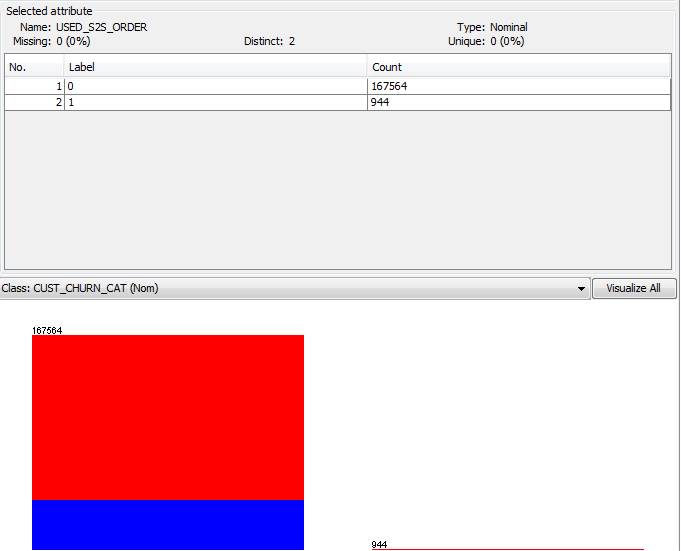 Selected attribute
Name: USED_S2S_ORDER Type: Nominal
Missing: 0 (0%) Distinct: 2 Unique: 0 (0%)
No. Label Count
1 0 167564
2 1 944
Class: CUST_CHURN_CAT (Nom) Visualize All
167564
944